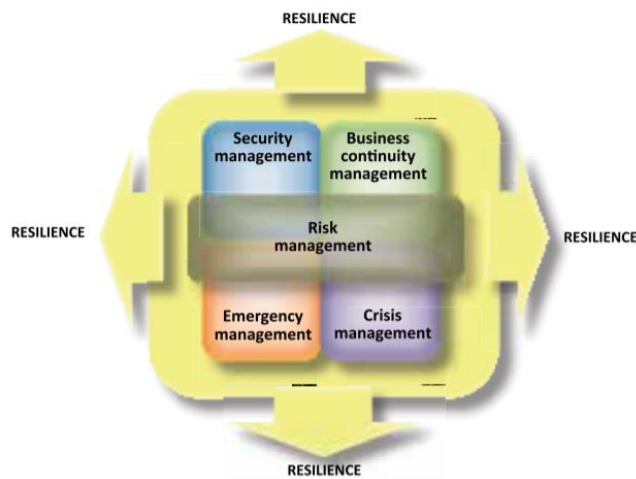 RESILIENCE
Security
management
Business
continuity
management
RESILIENCE
Risk
management
RESILIENCE
Emergency
management
Crisis
management
RESILIENCE